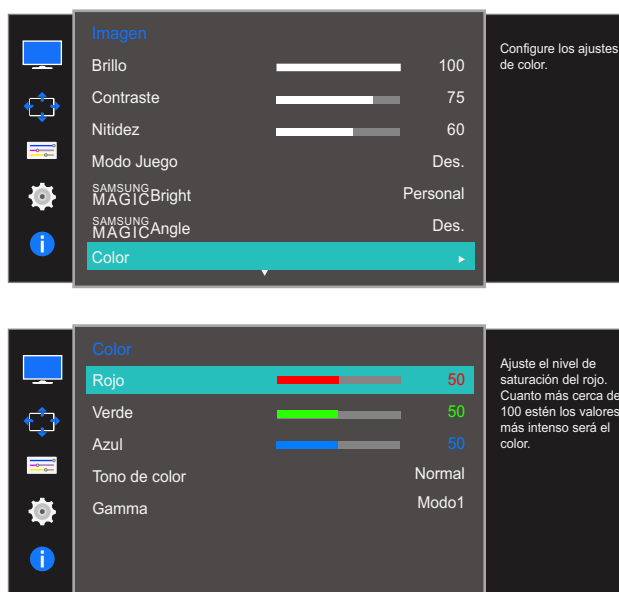 Imagen
Brillo 100
Contraste 75
Nitidez 60
Modo Juego Des.
SAMSUNG
MAGICBright Personal
SAMSUNG
MAGICAngle Des.
Color
Configure los ajustes
de color.
Color
Rojo 50
Verde 50
Azul 50
Tono de color Normal
Gamma Modo1
Ajuste el nivel de
saturación del rojo.
Cuanto más cerca de
100 estén los valores
más intenso será el
color.